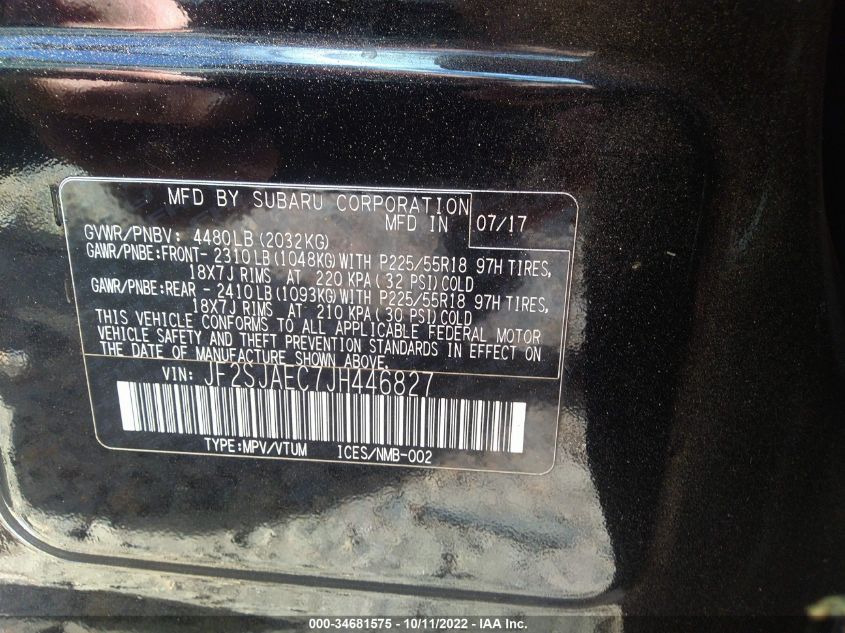 MFD BY SUBARU CORPORATION
MFD IN 07/17
GVWR/PNBV: 4480LB (2032KG)
GAWR/PNBE:FRONT- 2310LB (1048KG) WITH P225/55R18 97H TIRES,
18X7J RIMS AT 220 KPA ( 32 PSI) COLD
GAWR/PNBE:REAR - 2410LB (1093KG) WITH P225/55R18 97H TIRES,
18X7J RIMS AT 210 KPA ( 30 PSI) COLD
THIS VEHICLE CONFORMS TO ALL APPLICABLE FEDERAL MOTOR
VEHICLE SAFETY AND THEFT PREVENTION STANDARDS IN EFFECT ON
THE DATE OF MANUFACTURE SHOWN ABOVE.
VIN: JF2SJAEC7JH446827
TYPE:MPV/VTUM ICES/NMB-002
000-34681575 - 10/11/2022 - © IAA Inc.